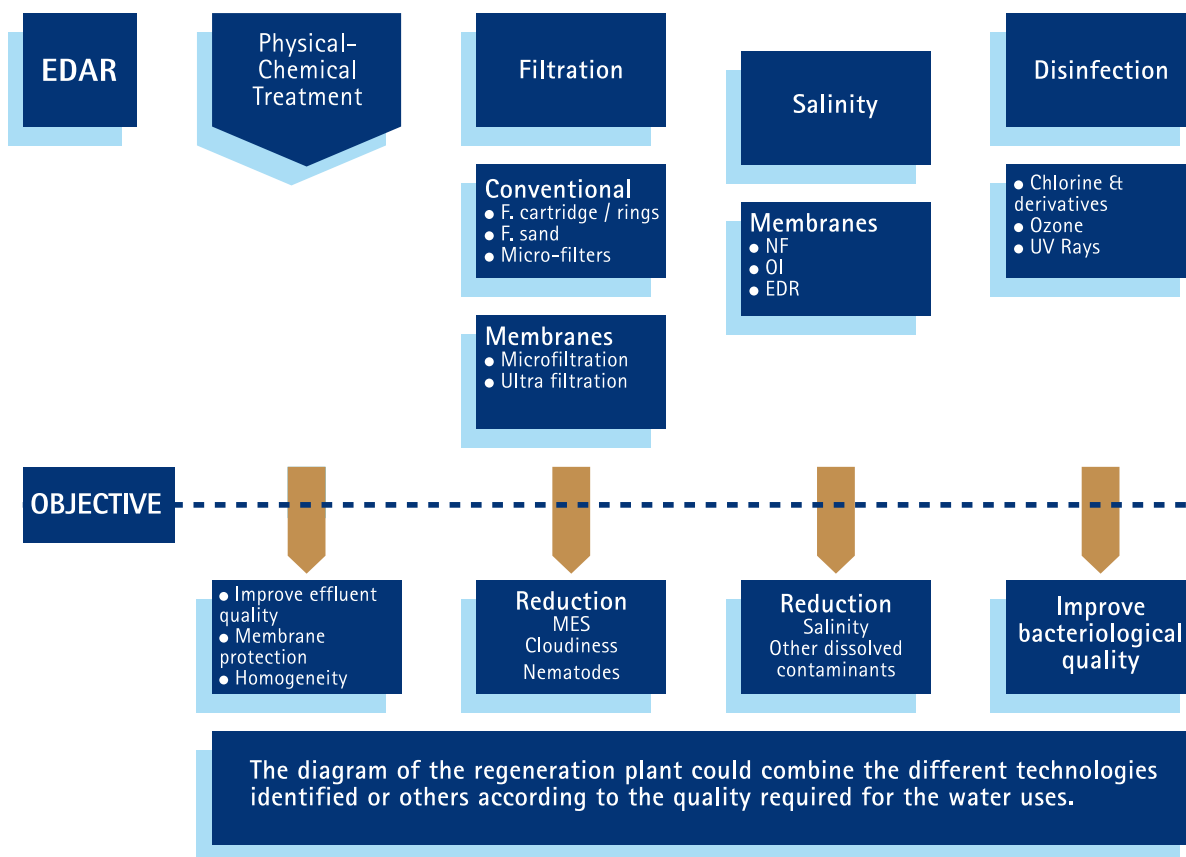 EDAR
Physical-
Chemical
Treatment
Filtration
Salinity
Disinfection
Conventional
● F. cartridge / rings
● F. sand
● Micro-filters
Membranes
● Microfiltration
● Ultra filtration
Membranes
● NF
● OI
● EDR
● Chlorine &
derivatives
● Ozone
● UV Rays
OBJECTIVE
● Improve effluent
quality
● Membrane
protection
● Homogeneity
Reduction
MES
Cloudiness
Nematodes
Reduction
Salinity
Other dissolved
contaminants
Improve
bacteriological
quality
The diagram of the regeneration plant could combine the different technologies
identified or others according to the quality required for the water uses.